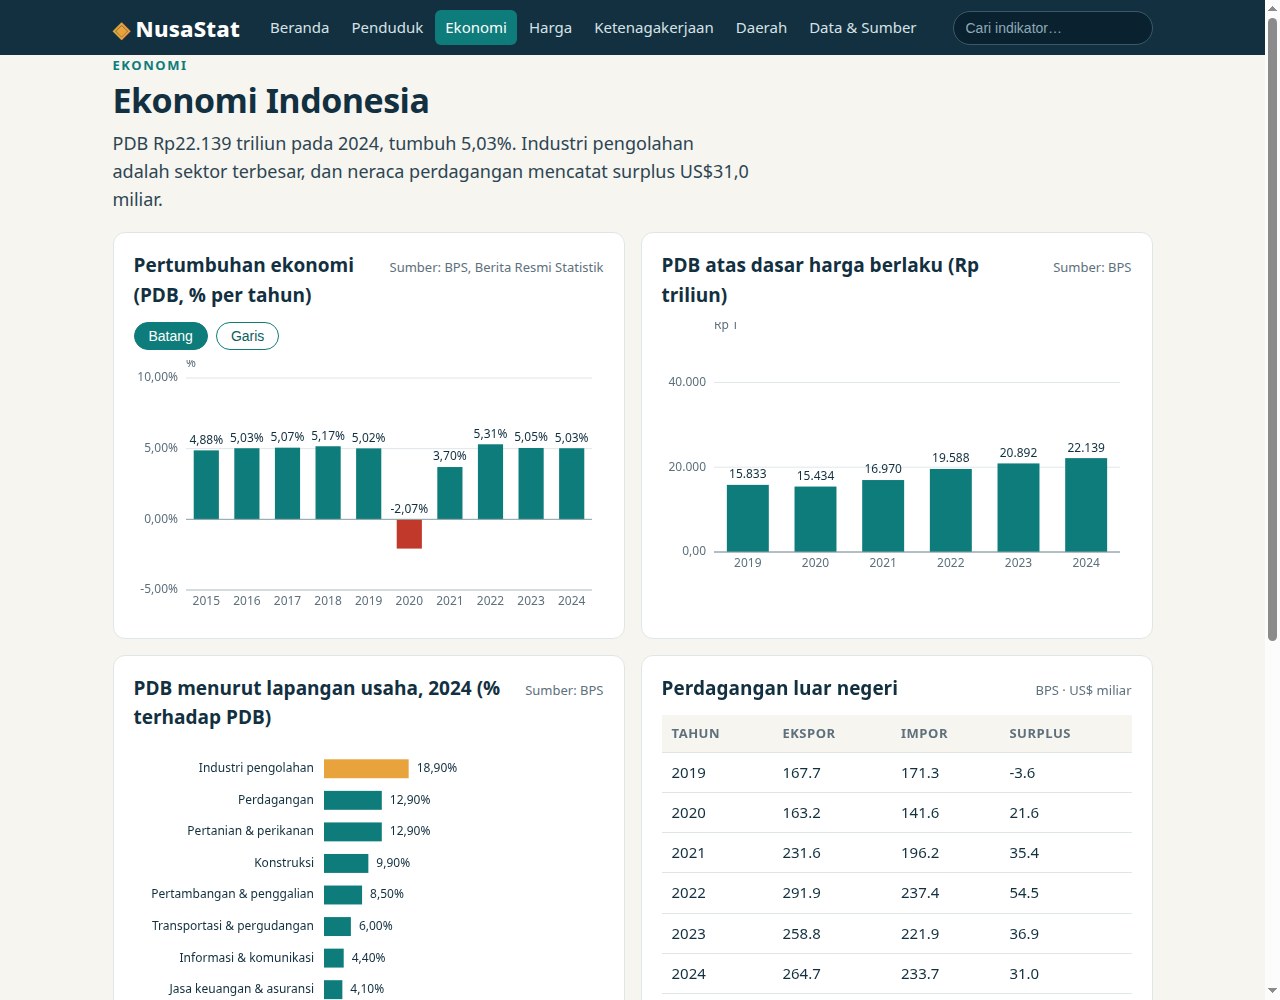 ◈ NusaStat
Beranda
Penduduk
Ekonomi
Harga
Ketenagakerjaan
Daerah
Data & Sumber
Cari indikator…
EKONOMI
Ekonomi Indonesia
PDB Rp22.139 triliun pada 2024, tumbuh 5,03%. Industri pengolahan
adalah sektor terbesar, dan neraca perdagangan mencatat surplus US$31,0
miliar.
Pertumbuhan ekonomi
(PDB, % per tahun)
Sumber: BPS, Berita Resmi Statistik
Batang
Garis
%
10,00%
5,00%
0,00%
-5,00%
4,88% 5,03% 5,07% 5,17% 5,02% -2,07% 3,70% 5,31% 5,05% 5,03%
2015 2016 2017 2018 2019 2020 2021 2022 2023 2024
PDB atas dasar harga berlaku (Rp
triliun)
Sumber: BPS
Rp T
40.000
20.000
0,00
15.833 15.434 16.970 19.588 20.892 22.139
2019 2020 2021 2022 2023 2024
PDB menurut lapangan usaha, 2024 (%
terhadap PDB)
Sumber: BPS
Industri pengolahan 18,90%
Perdagangan 12,90%
Pertanian & perikanan 12,90%
Konstruksi 9,90%
Pertambangan & penggalian 8,50%
Transportasi & pergudangan 6,00%
Informasi & komunikasi 4,40%
Jasa keuangan & asuransi 4,10%
Perdagangan luar negeri
BPS · US$ miliar
TAHUN EKSPOR IMPOR SURPLUS
2019 167.7 171.3 -3.6
2020 163.2 141.6 21.6
2021 231.6 196.2 35.4
2022 291.9 237.4 54.5
2023 258.8 221.9 36.9
2024 264.7 233.7 31.0